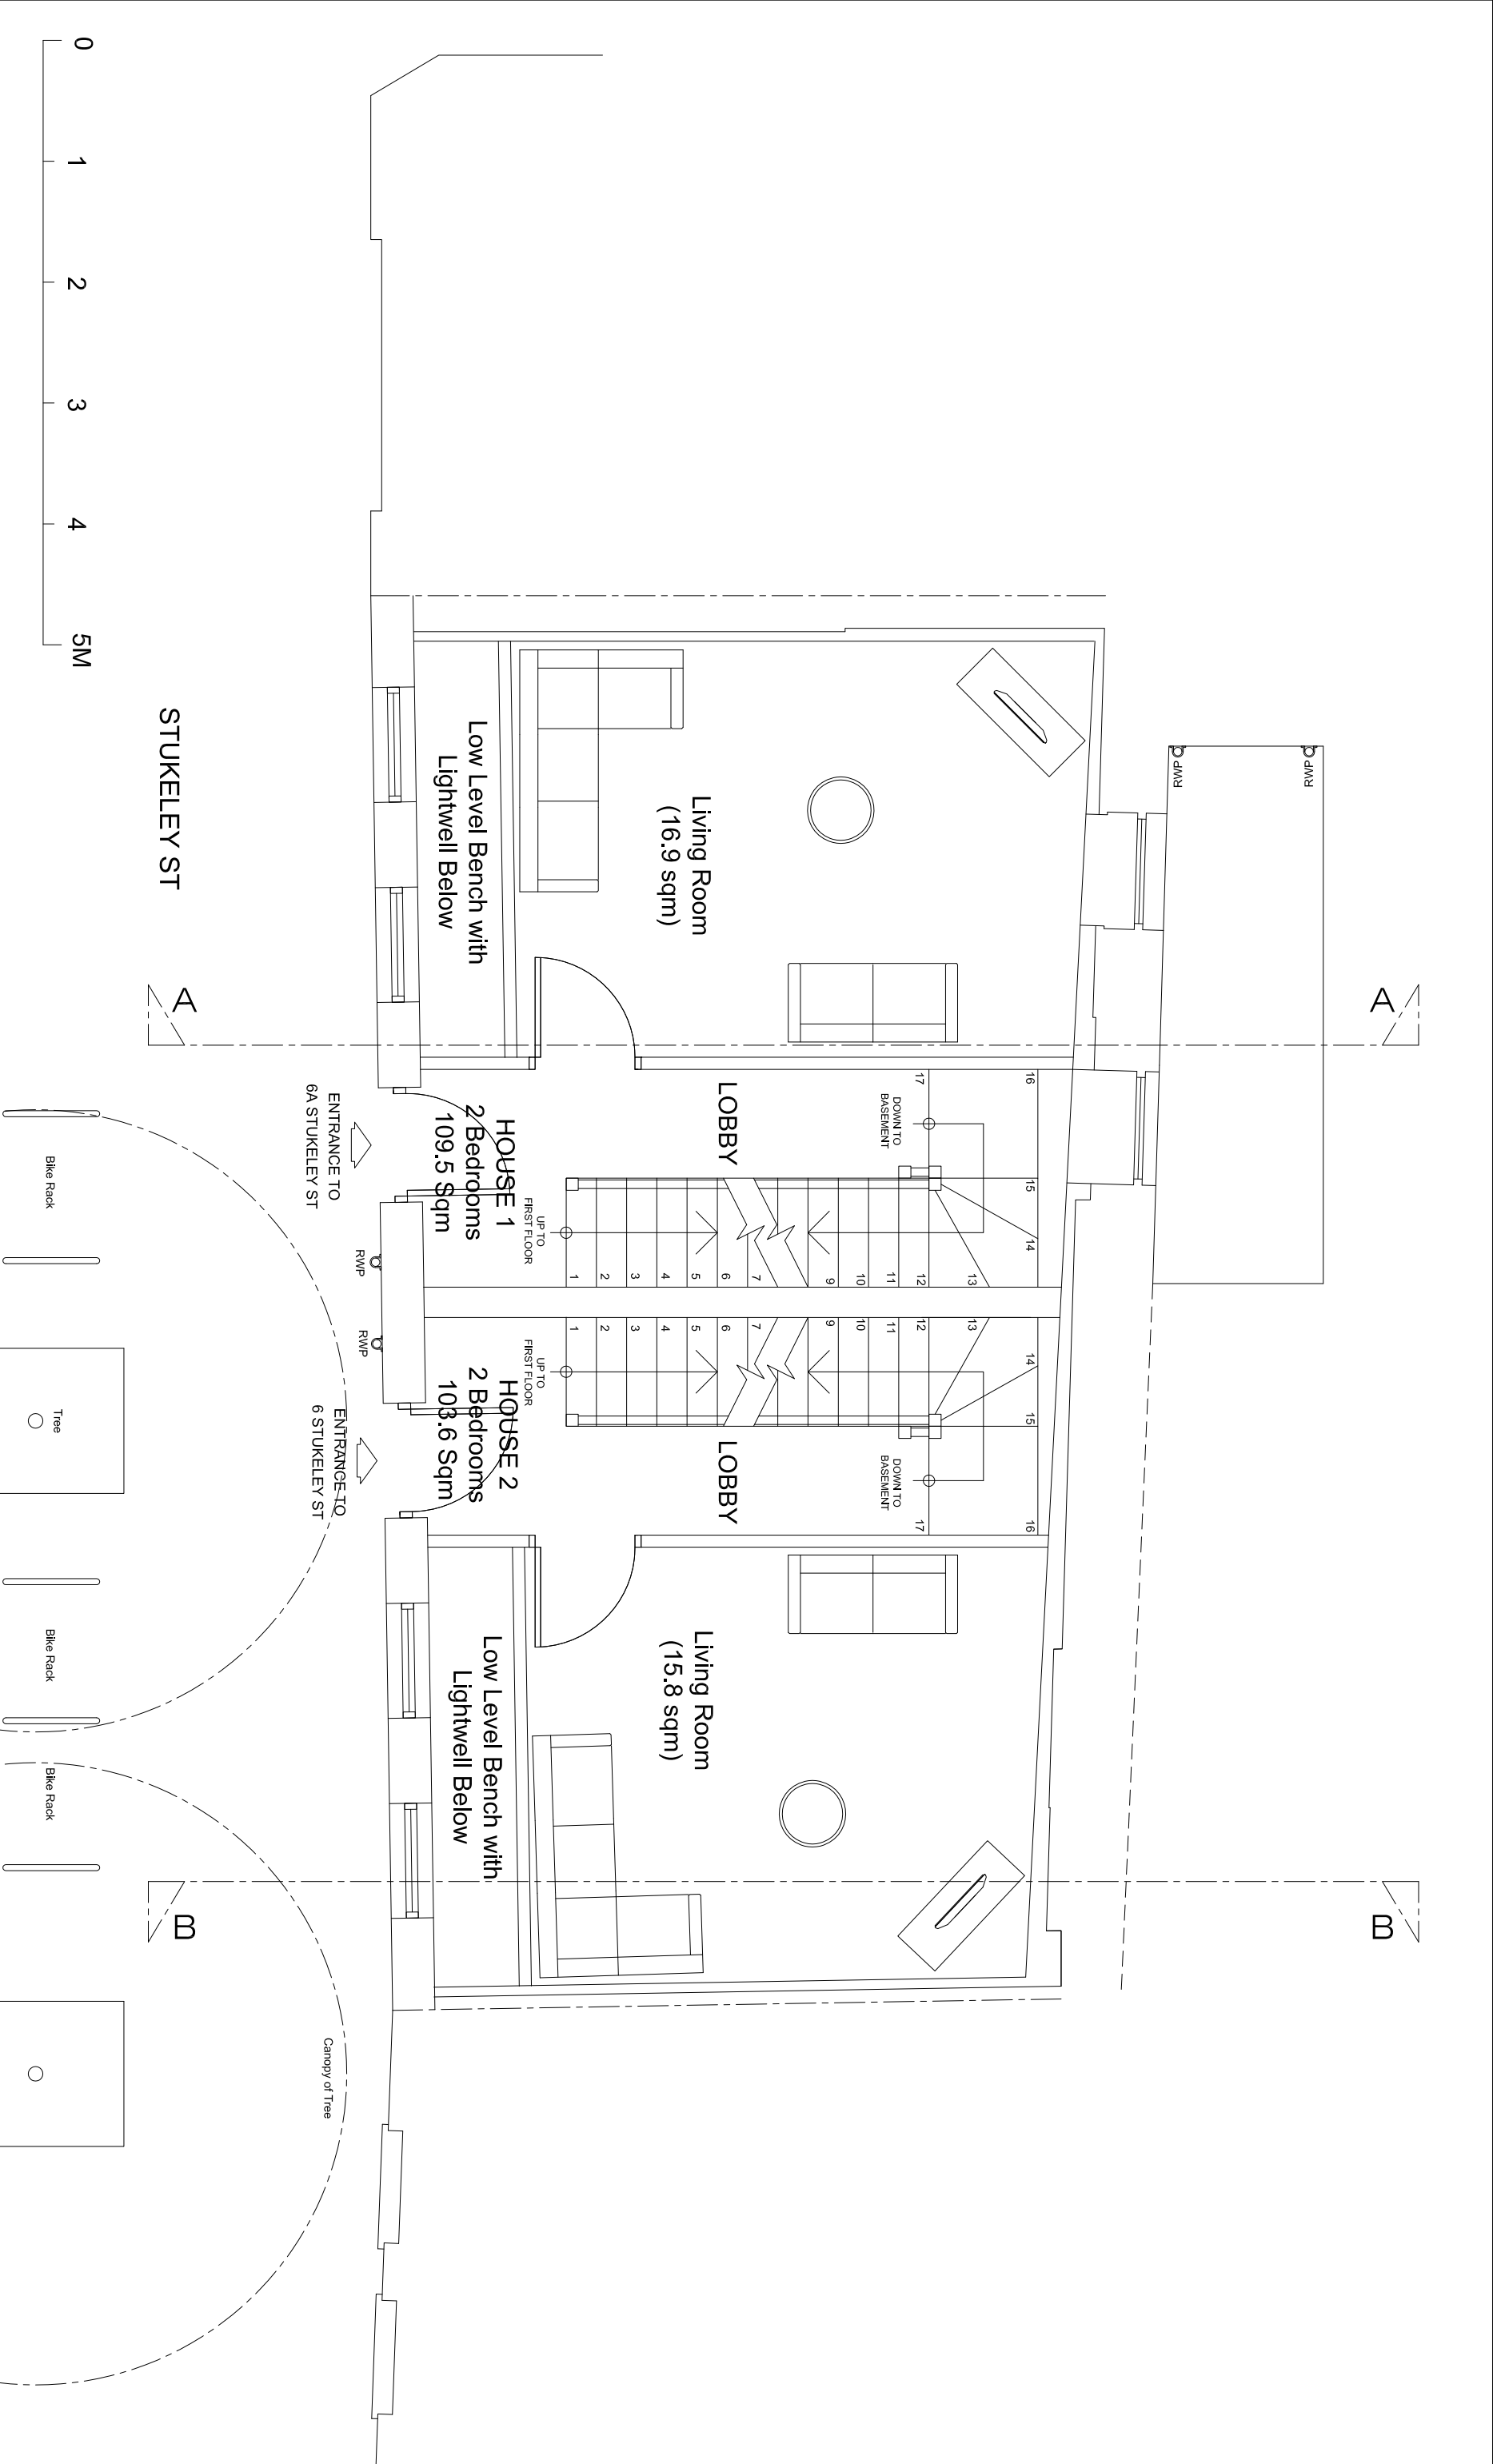 0
1
2
3
4
5M
STUKELEY ST
A
A
B
B
RWP
RWP
Living Room
(16.9 sqm)
Low Level Bench with
Lightwell Below
LOBBY
DOWN TO
BASEMENT
17
16
15
14
13
12
11
10
9
7
6
5
4
3
2
1
UP TO
FIRST FLOOR
HOUSE 1
2 Bedrooms
109.5 Sqm
ENTRANCE TO
6A STUKELEY ST
RWP
RWP
1
2
3
4
5
6
7
9
10
11
12
13
14
15
16
17
UP TO
FIRST FLOOR
LOBBY
DOWN TO
BASEMENT
HOUSE 2
2 Bedrooms
103.6 Sqm
ENTRANCE TO
6 STUKELEY ST
Living Room
(15.8 sqm)
Low Level Bench with
Lightwell Below
Bike Rack
Tree
Bike Rack
Bike Rack
Canopy of Tree